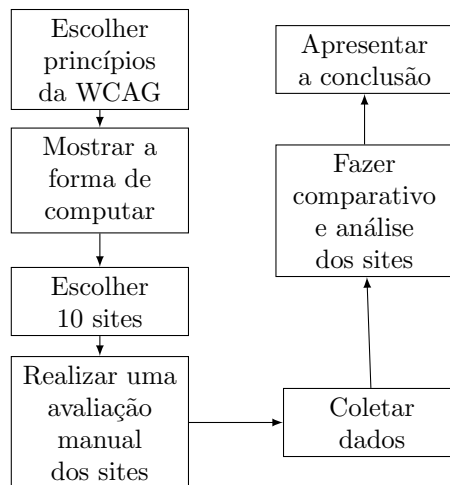 Escolher
princípios
da WCAG
Mostrar a
forma de
computar
Escolher
10 sites
Realizar uma
avaliação
manual
dos sites
Coletar
dados
Fazer
comparativo
e análise
dos sites
Apresentar
a conclusão